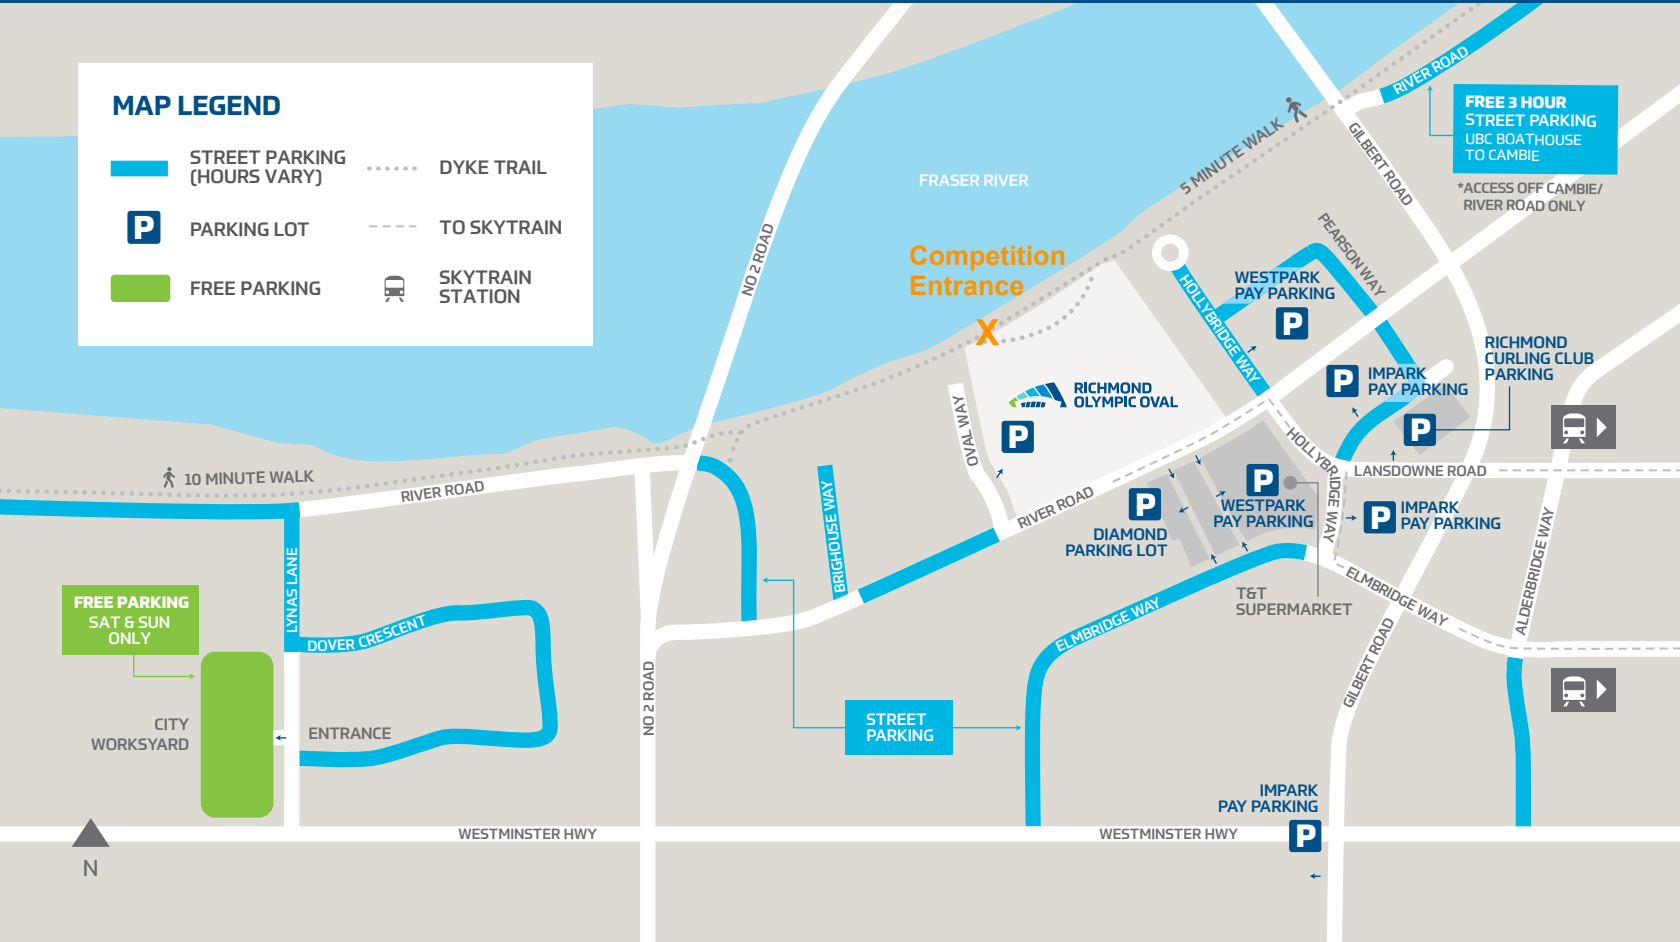 MAP LEGEND
STREET PARKING
(HOURS VARY)
DYKE TRAIL
P
PARKING LOT
TO SKYTRAIN
FREE PARKING
SKYTRAIN
STATION
RIVER ROAD
FREE 3 HOUR
STREET PARKING
UBC BOATHOUSE
TO CAMBIE
*ACCESS OFF CAMBIE/
RIVER ROAD ONLY
5 MINUTE WALK
GILBERT ROAD
FRASER RIVER
NO 2 ROAD
Competition
Entrance
X
PEARSON WAY
HOLLYBRIDGE WAY
WESTPARK
PAY PARKING
P
RICHMOND
CURLING CLUB
PARKING
P
IMPARK
PAY PARKING
P
RICHMOND
OLYMPIC OVAL
P
OVAL WAY
HOLLYBRIDGE WAY
LANSDOWNE ROAD
10 MINUTE WALK
RIVER ROAD
RIVER ROAD
BRIGHOUSE WAY
P
DIAMOND
PARKING LOT
P
WESTPARK
PAY PARKING
P
IMPARK
PAY PARKING
ALDERBRIDGE WAY
LYNAS LANE
FREE PARKING
SAT & SUN
ONLY
DOVER CRESCENT
ELMBRIDGE WAY
T&T
SUPERMARKET
ELMBRIDGE WAY
GILBERT ROAD
NO 2 ROAD
CITY
WORKSYARD
ENTRANCE
STREET
PARKING
IMPARK
PAY PARKING
P
WESTMINSTER HWY
WESTMINSTER HWY
N